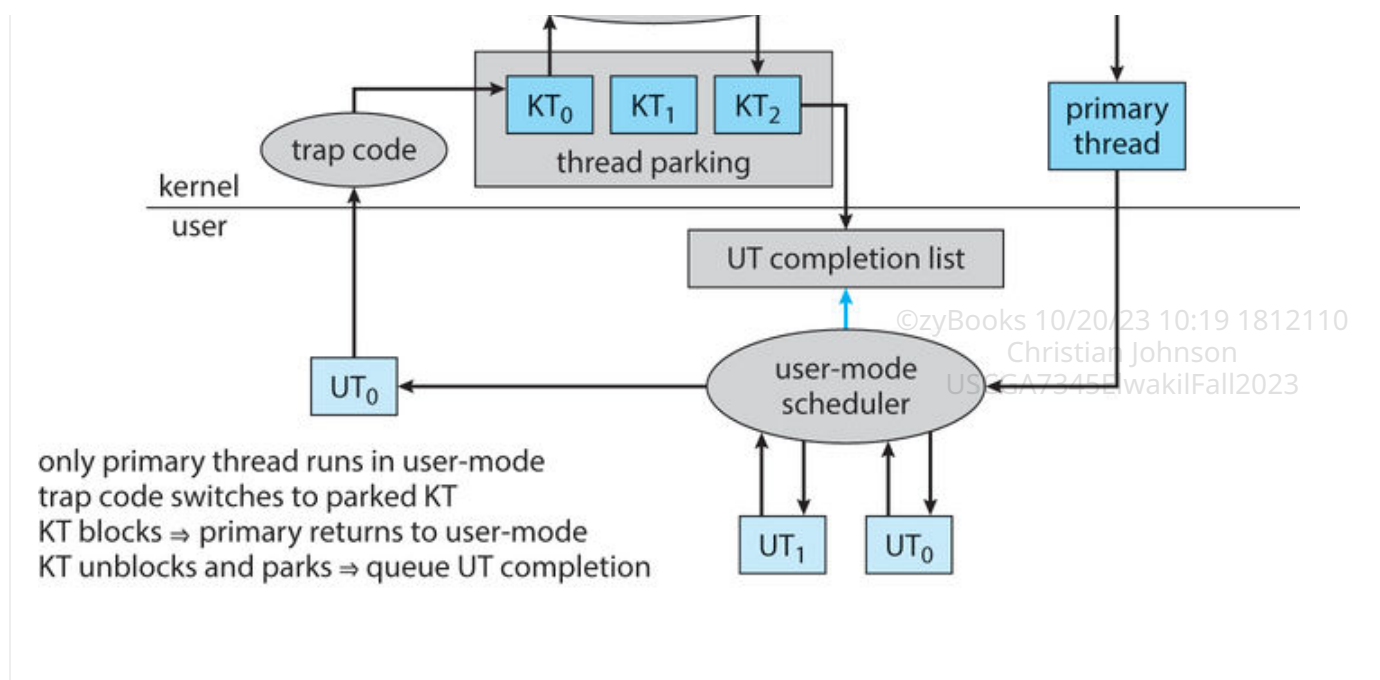 KT0
KT1
KT2
primary
thread
trap code
thread parking
kernel
user
UT completion list
©zyBooks 10/20/23 10:19 1812110
Christian Johnson
USCGA7345ElwakilFall2023
user-mode
scheduler
UT0
only primary thread runs in user-mode
trap code switches to parked KT
KT blocks ⇒ primary returns to user-mode
KT unblocks and parks ⇒ queue UT completion
UT1
UT0